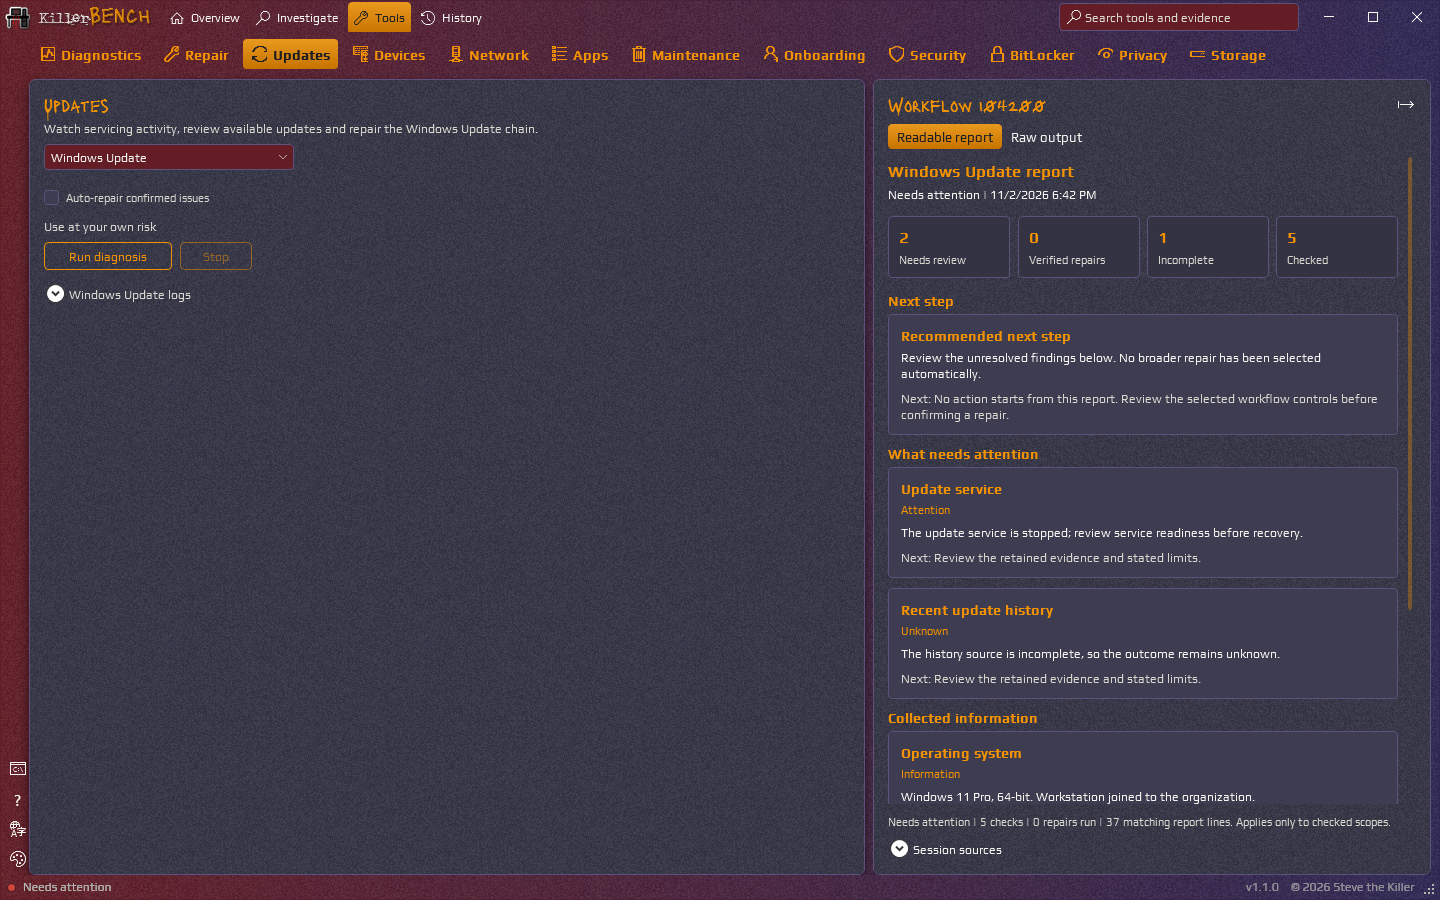 KillerBENCH
Overview
Investigate
Tools
History
Search tools and evidence
Diagnostics
Repair
Updates
Devices
Network
Apps
Maintenance
Onboarding
Security
BitLocker
Privacy
Storage
Updates
Watch servicing activity, review available updates and repair the Windows Update chain.
Windows Update
Auto-repair confirmed issues
Use at your own risk
Run diagnosis
Stop
Windows Update logs
Workflow 104200
Readable report
Raw output
Windows Update report
Needs attention | 11/2/2026 6:42 PM
2
Needs review
0
Verified repairs
1
Incomplete
5
Checked
Next step
Recommended next step
Review the unresolved findings below. No broader repair has been selected
automatically.
Next: No action starts from this report. Review the selected workflow controls before
confirming a repair.
What needs attention
Update service
Attention
The update service is stopped; review service readiness before recovery.
Next: Review the retained evidence and stated limits.
Recent update history
Unknown
The history source is incomplete, so the outcome remains unknown.
Next: Review the retained evidence and stated limits.
Collected information
Operating system
Information
Windows 11 Pro, 64-bit. Workstation joined to the organization.
Needs attention | 5 checks | 0 repairs run | 37 matching report lines. Applies only to checked scopes.
Session sources
Needs attention
v1.1.0
© 2026 Steve the Killer